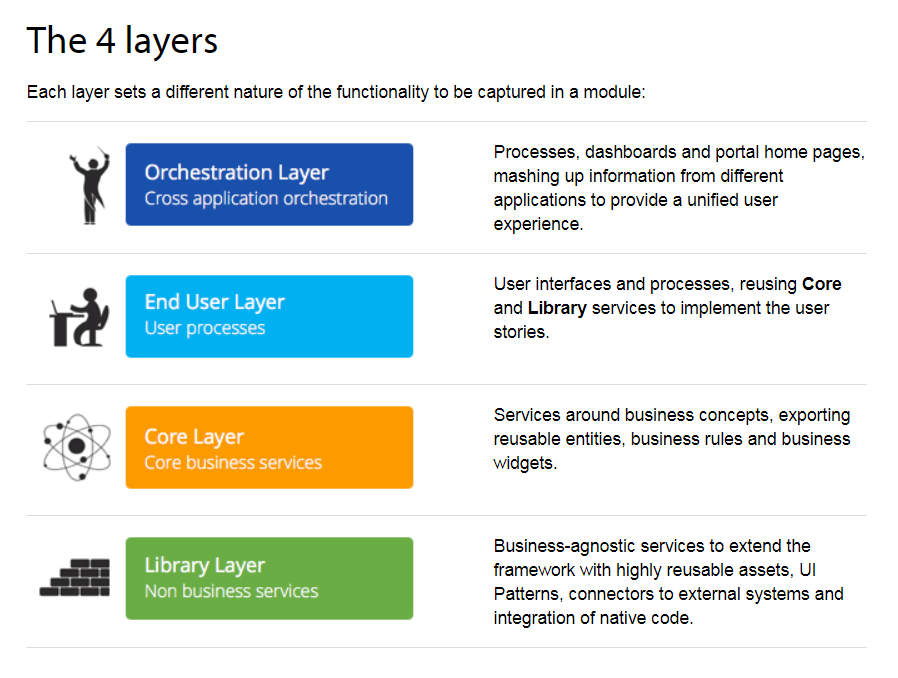 The 4 layers
Each layer sets a different nature of the functionality to be captured in a module:
Orchestration Layer
Cross application orchestration
Processes, dashboards and portal home pages,
mashing up information from different
applications to provide a unified user
experience.
End User Layer
User processes
User interfaces and processes, reusing Core
and Library services to implement the user
stories.
Core Layer
Core business services
Services around business concepts, exporting
reusable entities, business rules and business
widgets.
Library Layer
Non business services
Business-agnostic services to extend the
framework with highly reusable assets, UI
Patterns, connectors to external systems and
integration of native code.